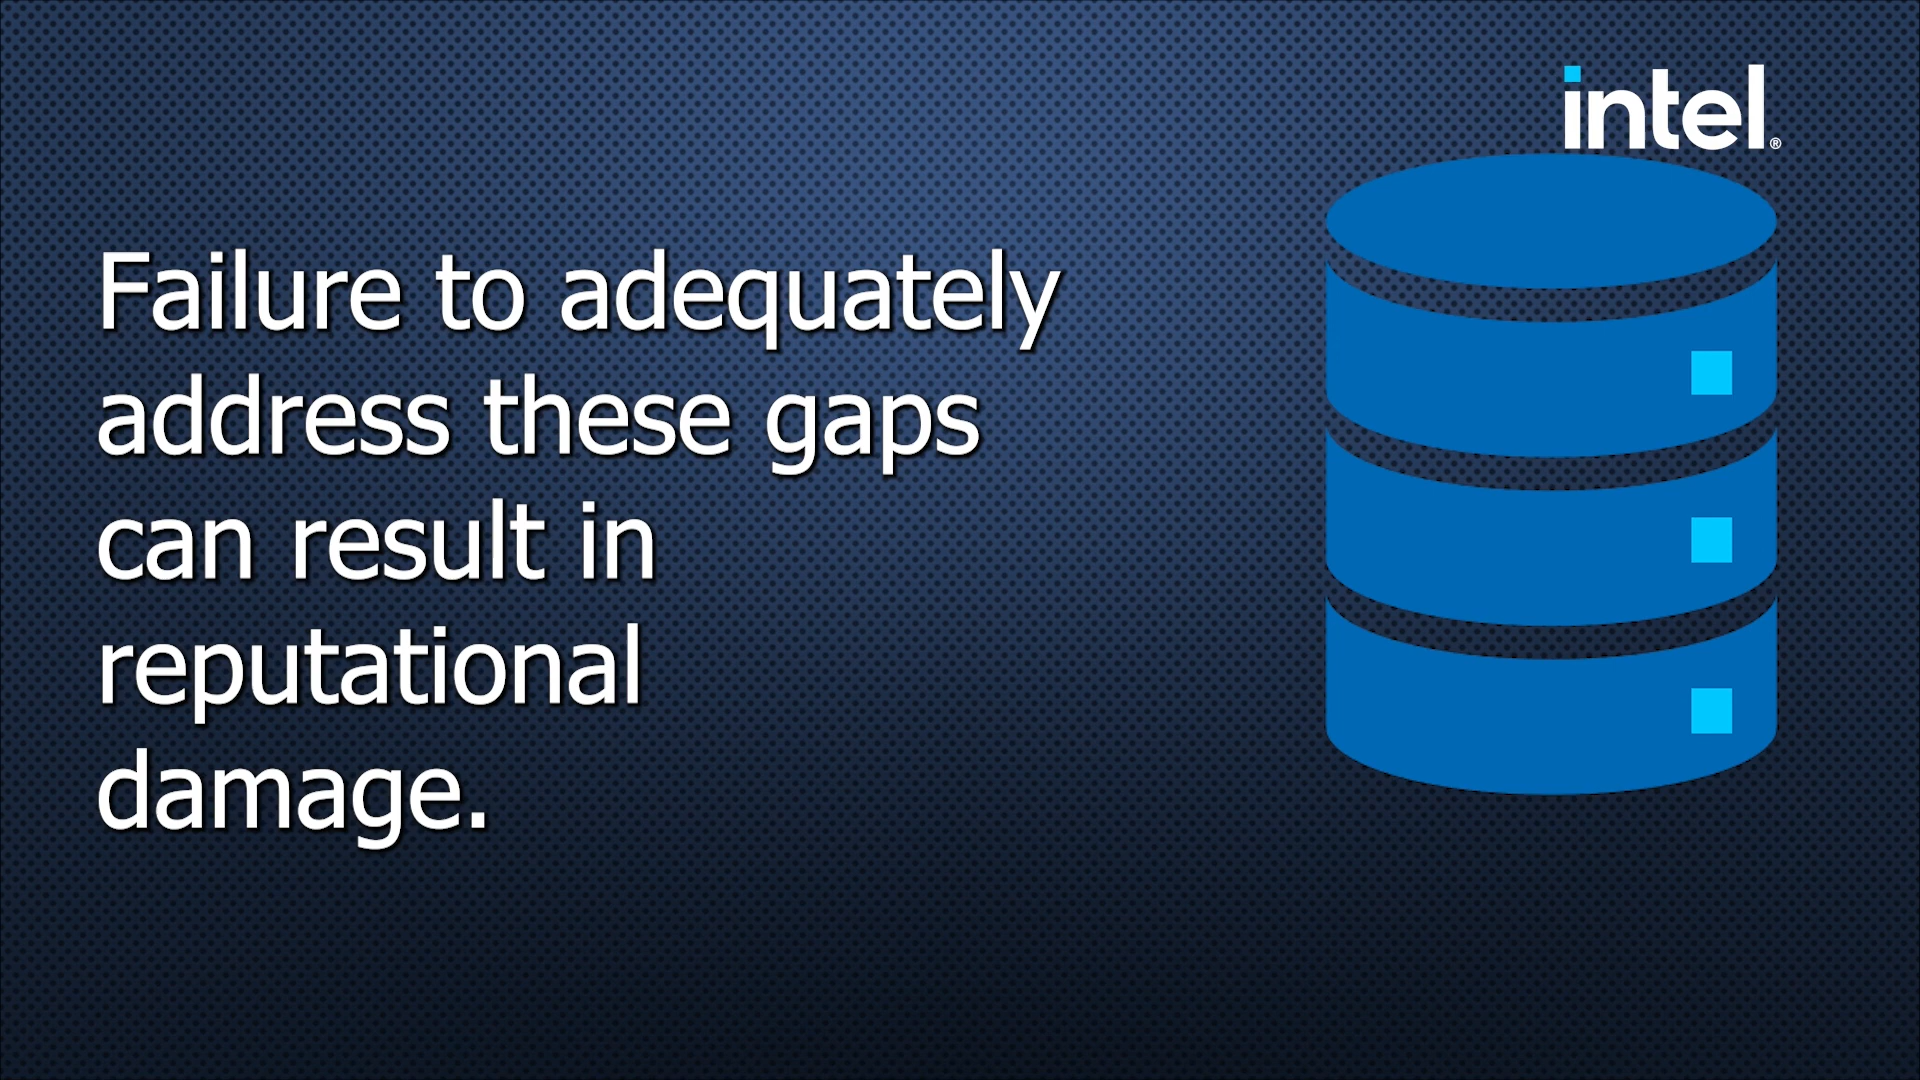 intel®
Failure to adequately
address these gaps
can result in
reputational
damage.